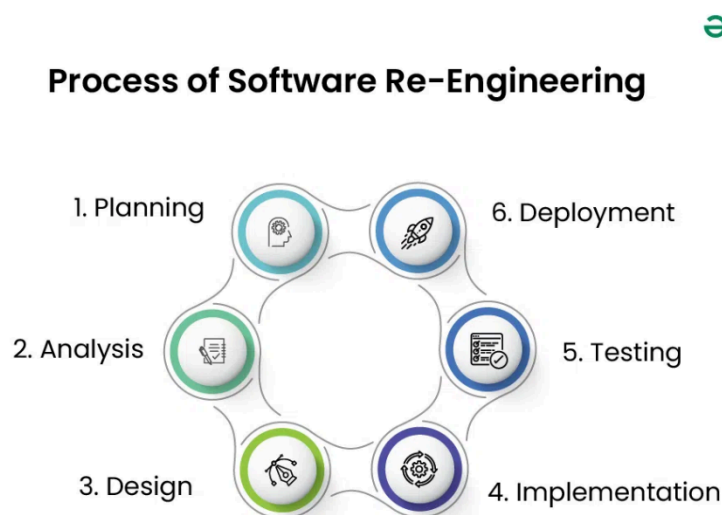 Process of Software Re-Engineering
1. Planning
6. Deployment
2. Analysis
5. Testing
3. Design
4. Implementation